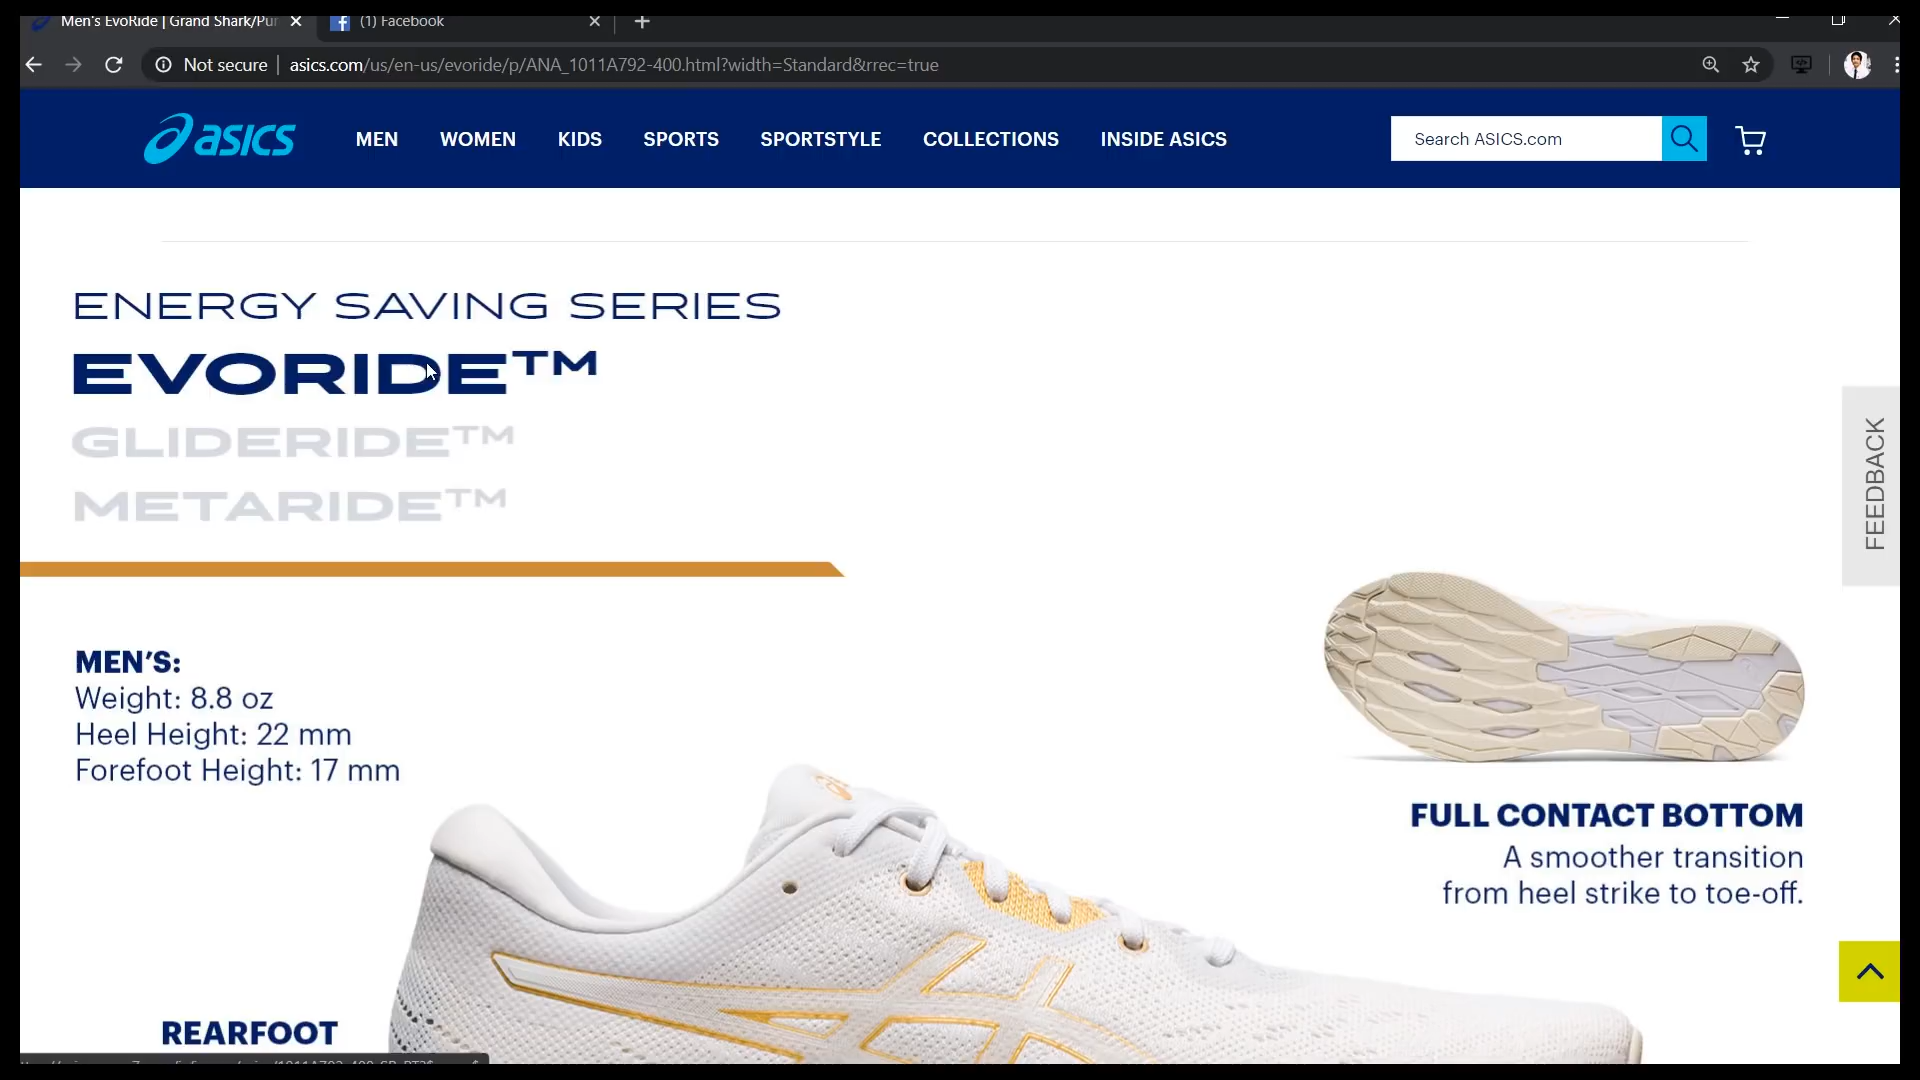 Men's EvoRide | Grand Shark/Pur
(1) Facebook
Not secure | asics.com/us/en-us/evoride/p/ANA_1011A792-400.html?width=Standard&rrec=true
asics MEN WOMEN KIDS SPORTS SPORTSTYLE COLLECTIONS INSIDE ASICS Search ASICS.com
ENERGY SAVING SERIES
EVORIDE™
GLIDERIDE™
METARIDE™
FEEDBACK
MEN'S:
Weight: 8.8 oz
Heel Height: 22 mm
Forefoot Height: 17 mm
FULL CONTACT BOTTOM
A smoother transition
from heel strike to toe-off.
REARFOOT